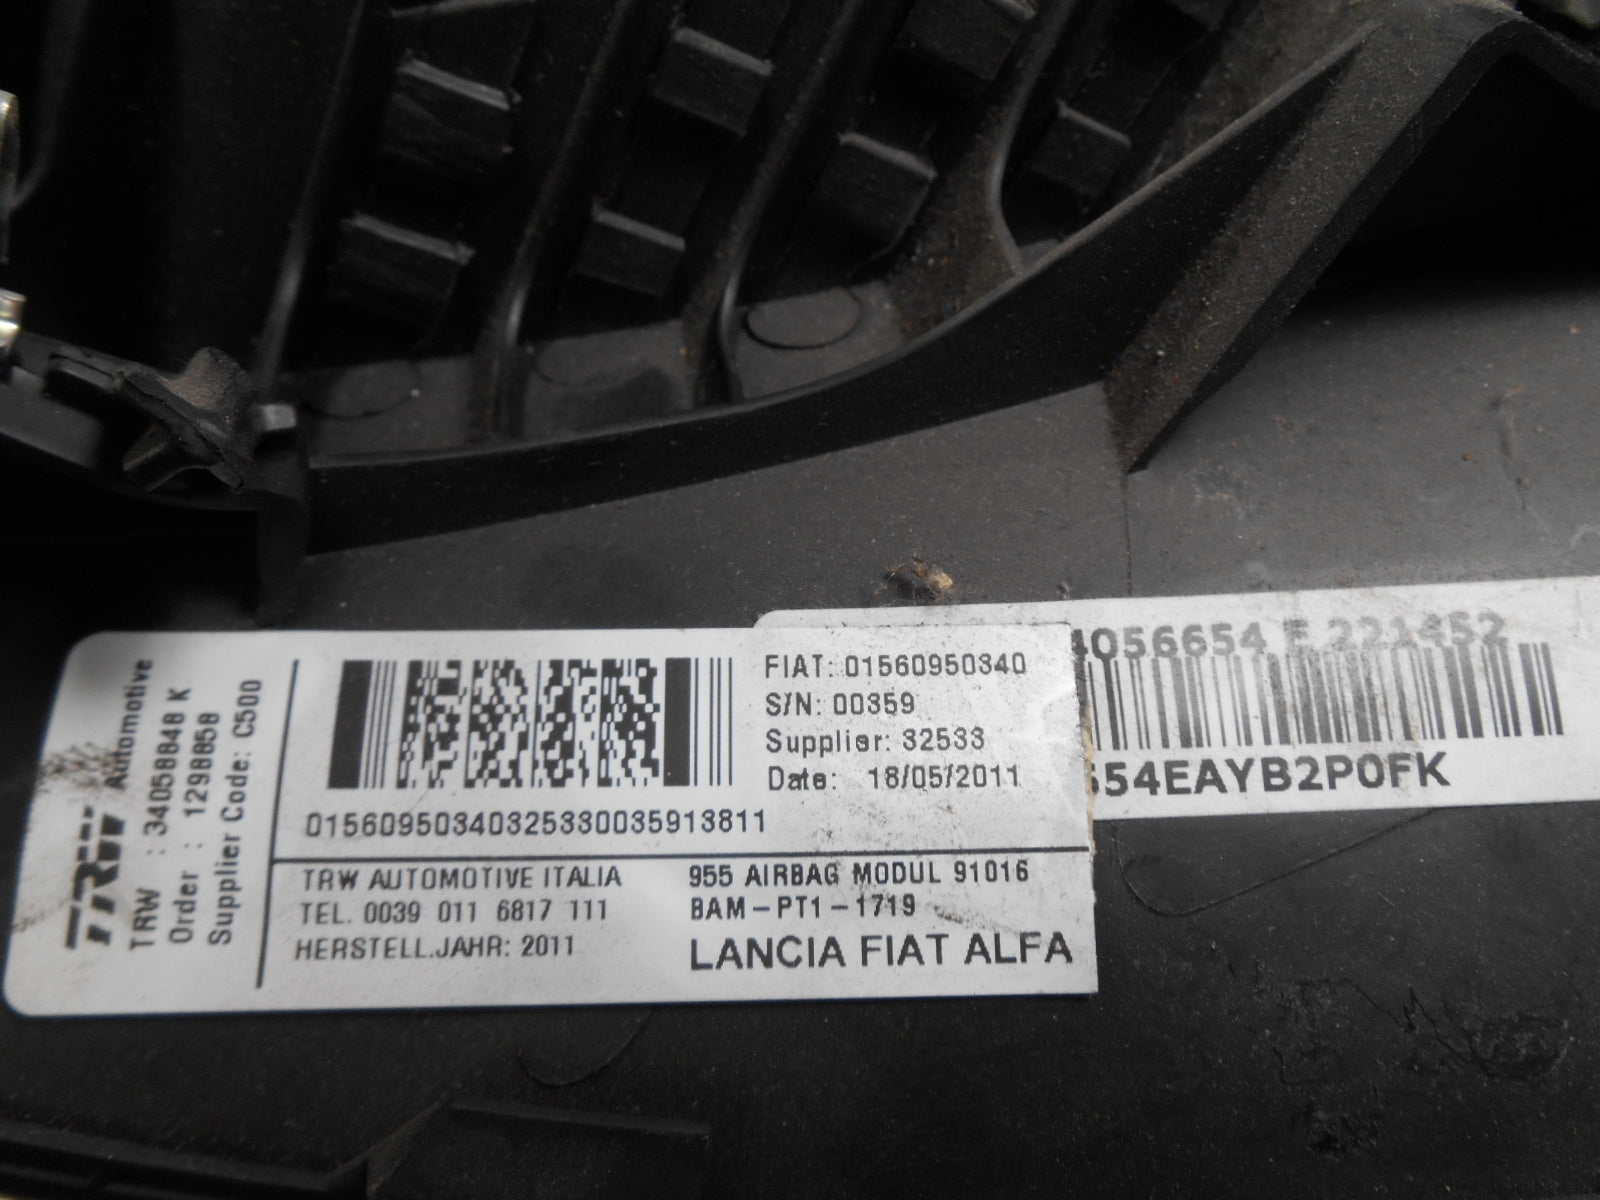 TRW Automotive
TRW : 34058848 K
Order : 1298858
Supplier Code: C500
FIAT: 01560950340
S/N: 00359
Supplier: 32533
Date: 18/05/2011
01560950340325330035913811
TRW AUTOMOTIVE ITALIA
TEL. 0039 011 6817 111
HERSTELL.JAHR: 2011
955 AIRBAG MODUL 91016
BAM-PT1-1719
LANCIA FIAT ALFA
4056654 E 221452
654EAYB2P0FK